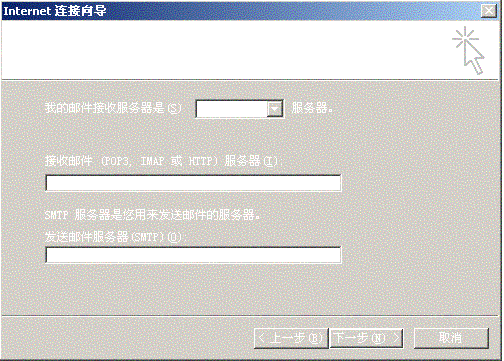 Internet 连接向导
我的邮件接收服务器是(S) 服务器。
接收邮件 (POP3, IMAP 或 HTTP) 服务器(I):
SMTP 服务器是您用来发送邮件的服务器。
发送邮件服务器(SMTP)(O):
< 上一步(B) 下一步(N) > 取消